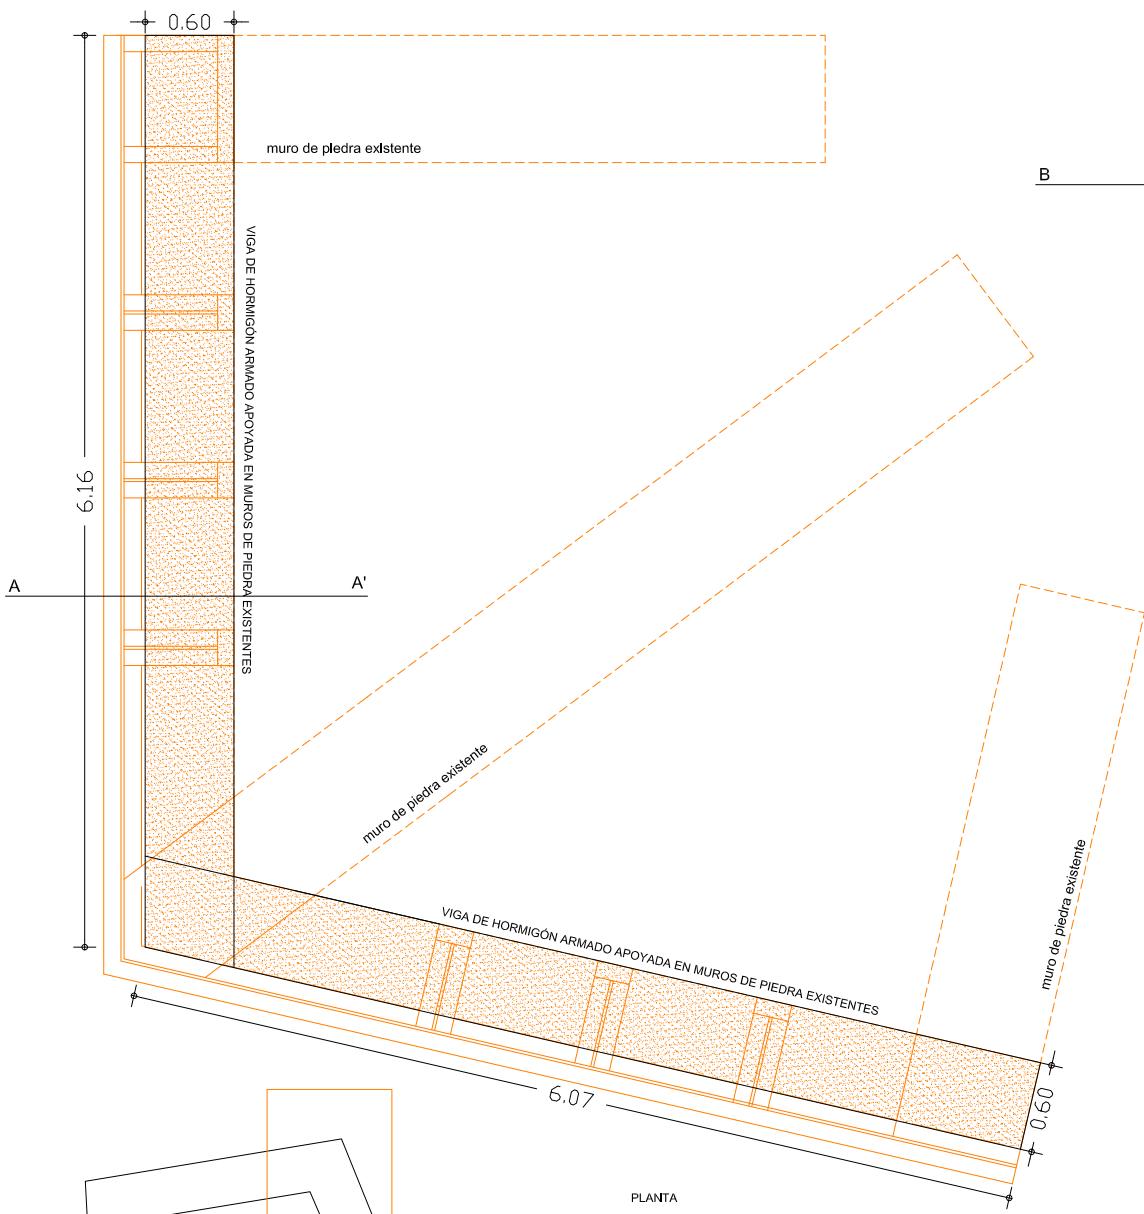 0.60
muro de piedra existente
B
VIGA DE HORMIGÓN ARMADO APOYADA EN MUROS DE PIEDRA EXISTENTES
6.16
A
A'
muro de piedra existente
muro de piedra existente
VIGA DE HORMIGÓN ARMADO APOYADA EN MUROS DE PIEDRA EXISTENTES
6.07
0.60
PLANTA